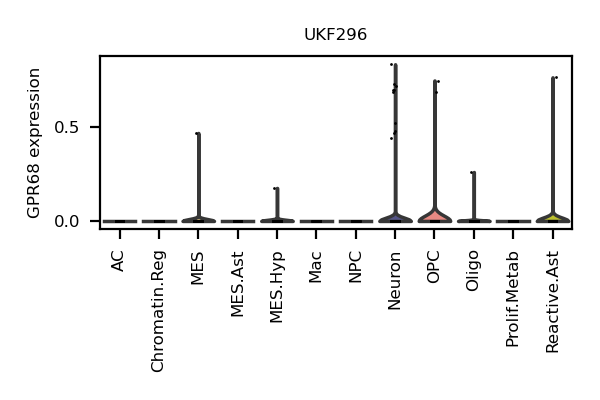 UKF296
GPR68 expression
0.5
0.0
AC
Chromatin.Reg
MES
MES.Ast
MES.Hyp
Mac
NPC
Neuron
OPC
Oligo
Prolif.Metab
Reactive.Ast